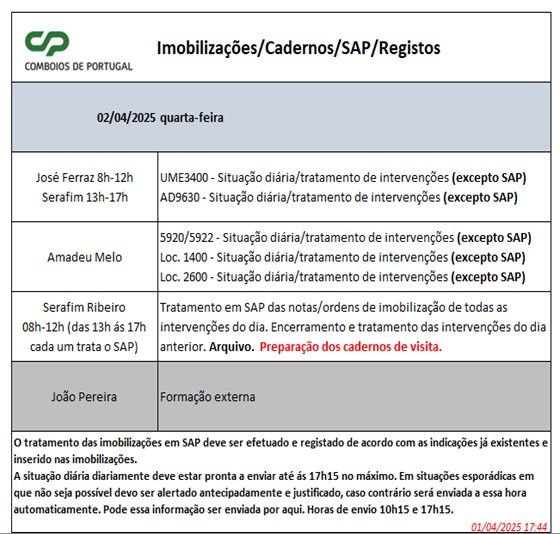 CP
COMBOIOS DE PORTUGAL
Imobilizações/Cadernos/SAP/Registos
02/04/2025 quarta-feira
José Ferraz 8h-12h
Serafim 13h-17h
UME3400 - Situação diária/tratamento de intervenções (excepto SAP)
AD9630 - Situação diária/tratamento de intervenções (excepto SAP)
Amadeu Melo
5920/5922 - Situação diária/tratamento de intervenções (excepto SAP)
Loc. 1400 - Situação diária/tratamento de intervenções (excepto SAP)
Loc. 2600 - Situação diária/tratamento de intervenções (excepto SAP)
Serafim Ribeiro
08h-12h (das 13h ás 17h
cada um trata o SAP)
Tratamento em SAP das notas/ordens de imobilização de todas as
intervenções do dia. Encerramento e tratamento das intervenções do dia
anterior. Arquivo. Preparação dos cadernos de visita.
João Pereira
Formação externa
O tratamento das imobilizações em SAP deve ser efetuado e registado de acordo com as indicações já existentes e
inserido nas imobilizações.
A situação diária diariamente deve estar pronta a enviar até ás 17h15 no máximo. Em situações esporádicas em
que não seja possível devo ser alertado antecipadamente e justificado, caso contrário será enviada a essa hora
automaticamente. Pode essa informação ser enviada por aqui. Horas de envio 10h15 e 17h15.
01/04/2025 17:44